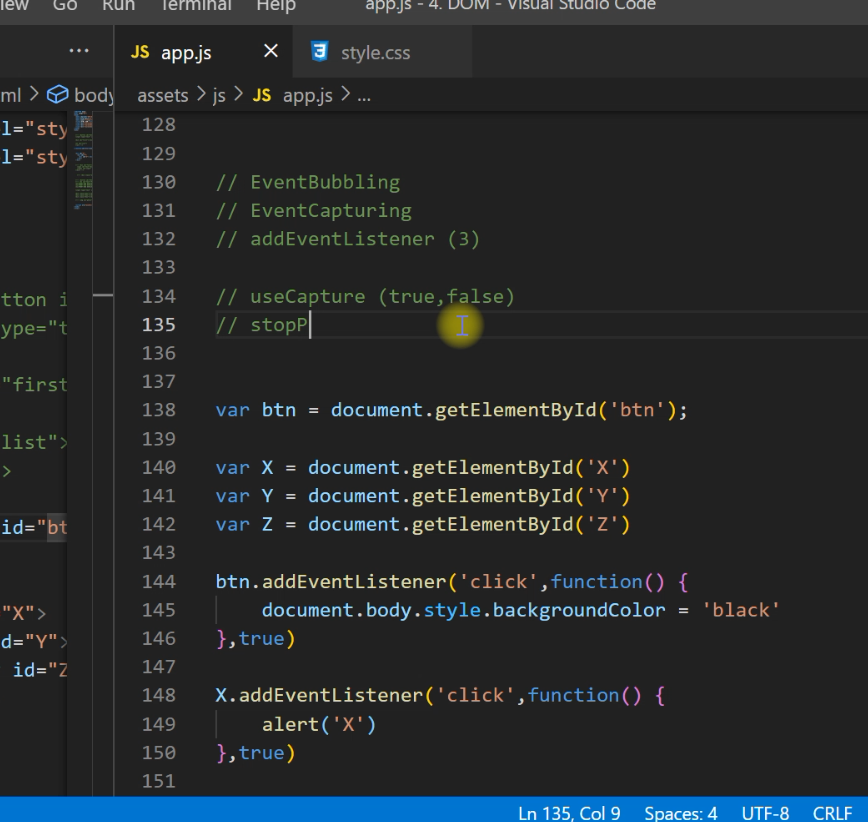 iew Go Run Terminal Help app.js - 4. DOM - Visual Studio Code
··· JS app.js × style.css
ml > body assets > js > JS app.js > ...
l="sty
l="sty
tton i
ype="t
"first
list">
>
id="bt
"X">
d="Y">
id="Z
128
129
130 // EventBubbling
131 // EventCapturing
132 // addEventListener (3)
133
134 // useCapture (true,false)
135 // stopP
136
137
138 var btn = document.getElementById('btn');
139
140 var X = document.getElementById('X')
141 var Y = document.getElementById('Y')
142 var Z = document.getElementById('Z')
143
144 btn.addEventListener('click',function() {
145 document.body.style.backgroundColor = 'black'
146 },true)
147
148 X.addEventListener('click',function() {
149 alert('X')
150 },true)
151
Ln 135, Col 9 Spaces: 4 UTF-8 CRLF